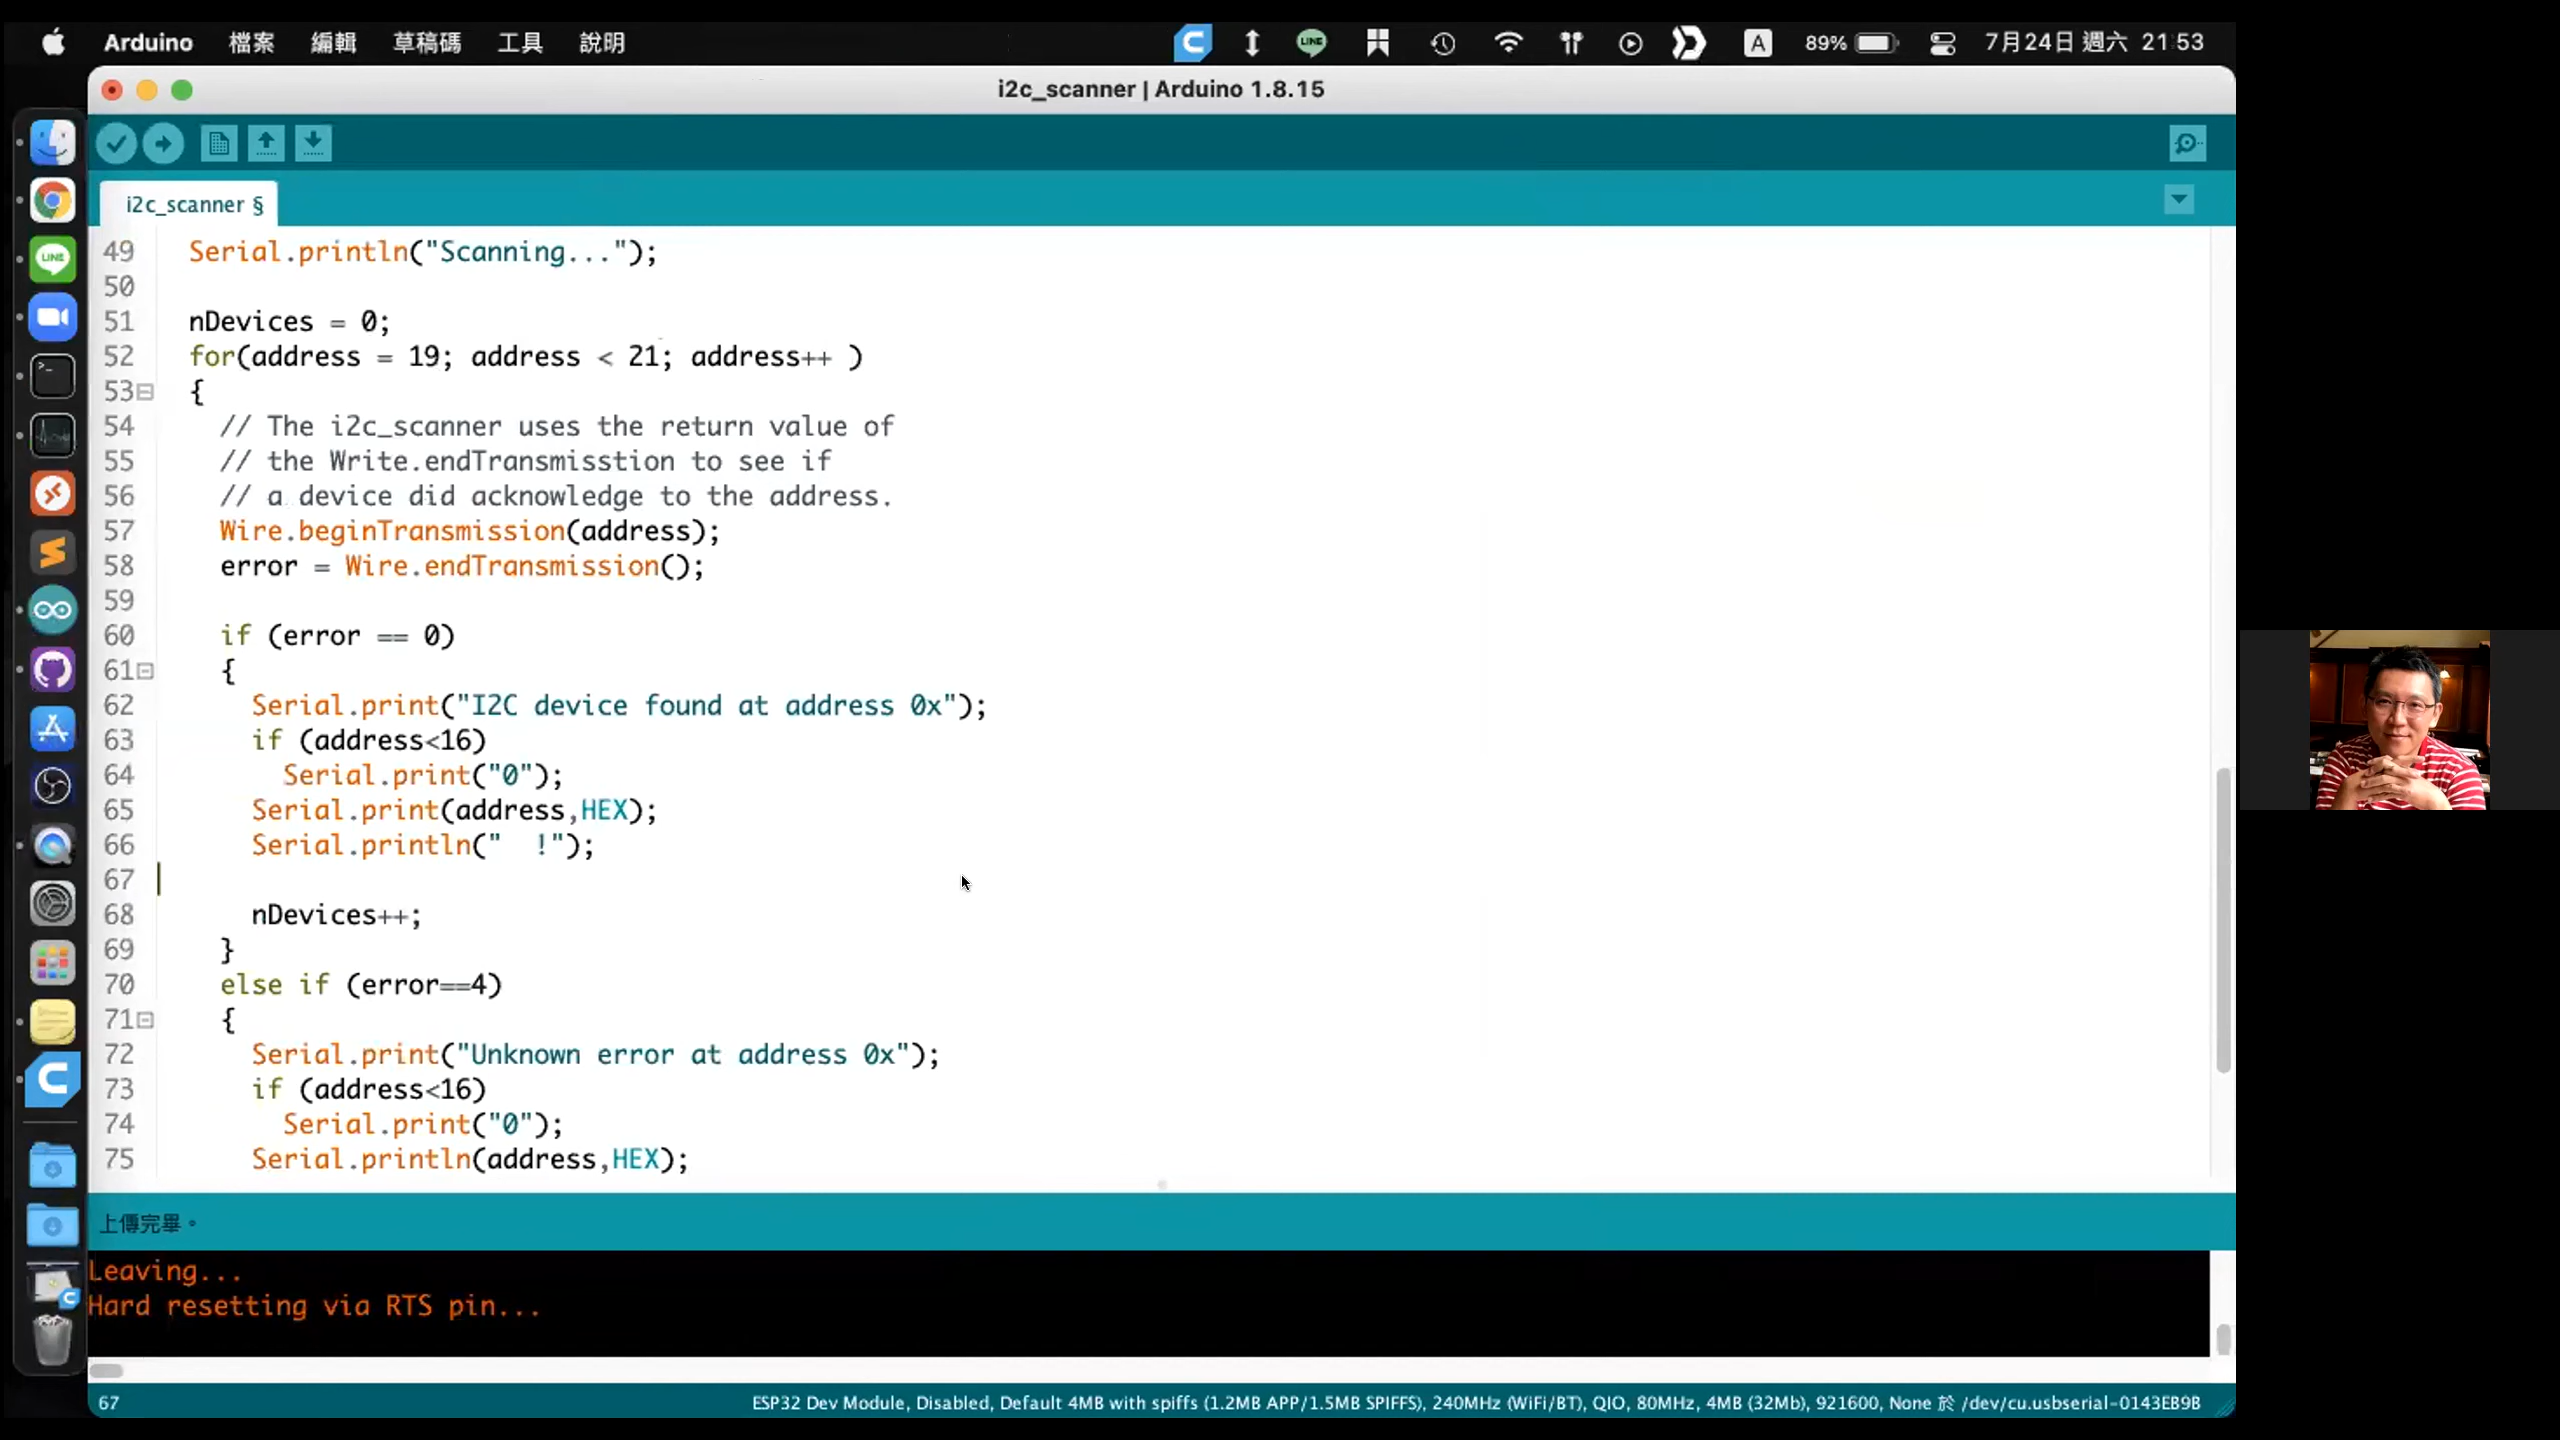 Arduino 檔案 編輯 草稿碼 工具 說明 LINE A 89% 7月24日 週六 21:53
i2c_scanner | Arduino 1.8.15
i2c_scanner §
49 Serial.println("Scanning...");
50
51 nDevices = 0;
52 for(address = 19; address < 21; address++ )
53 {
54 // The i2c_scanner uses the return value of
55 // the Write.endTransmisstion to see if
56 // a device did acknowledge to the address.
57 Wire.beginTransmission(address);
58 error = Wire.endTransmission();
59
60 if (error == 0)
61 {
62 Serial.print("I2C device found at address 0x");
63 if (address<16)
64 Serial.print("0");
65 Serial.print(address,HEX);
66 Serial.println("  !");
67
68 nDevices++;
69 }
70 else if (error==4)
71 {
72 Serial.print("Unknown error at address 0x");
73 if (address<16)
74 Serial.print("0");
75 Serial.println(address,HEX);
LINE
上傳完畢。
Leaving...
Hard resetting via RTS pin...
67 ESP32 Dev Module, Disabled, Default 4MB with spiffs (1.2MB APP/1.5MB SPIFFS), 240MHz (WiFi/BT), QIO, 80MHz, 4MB (32Mb), 921600, None 於 /dev/cu.usbserial-0143EB9B